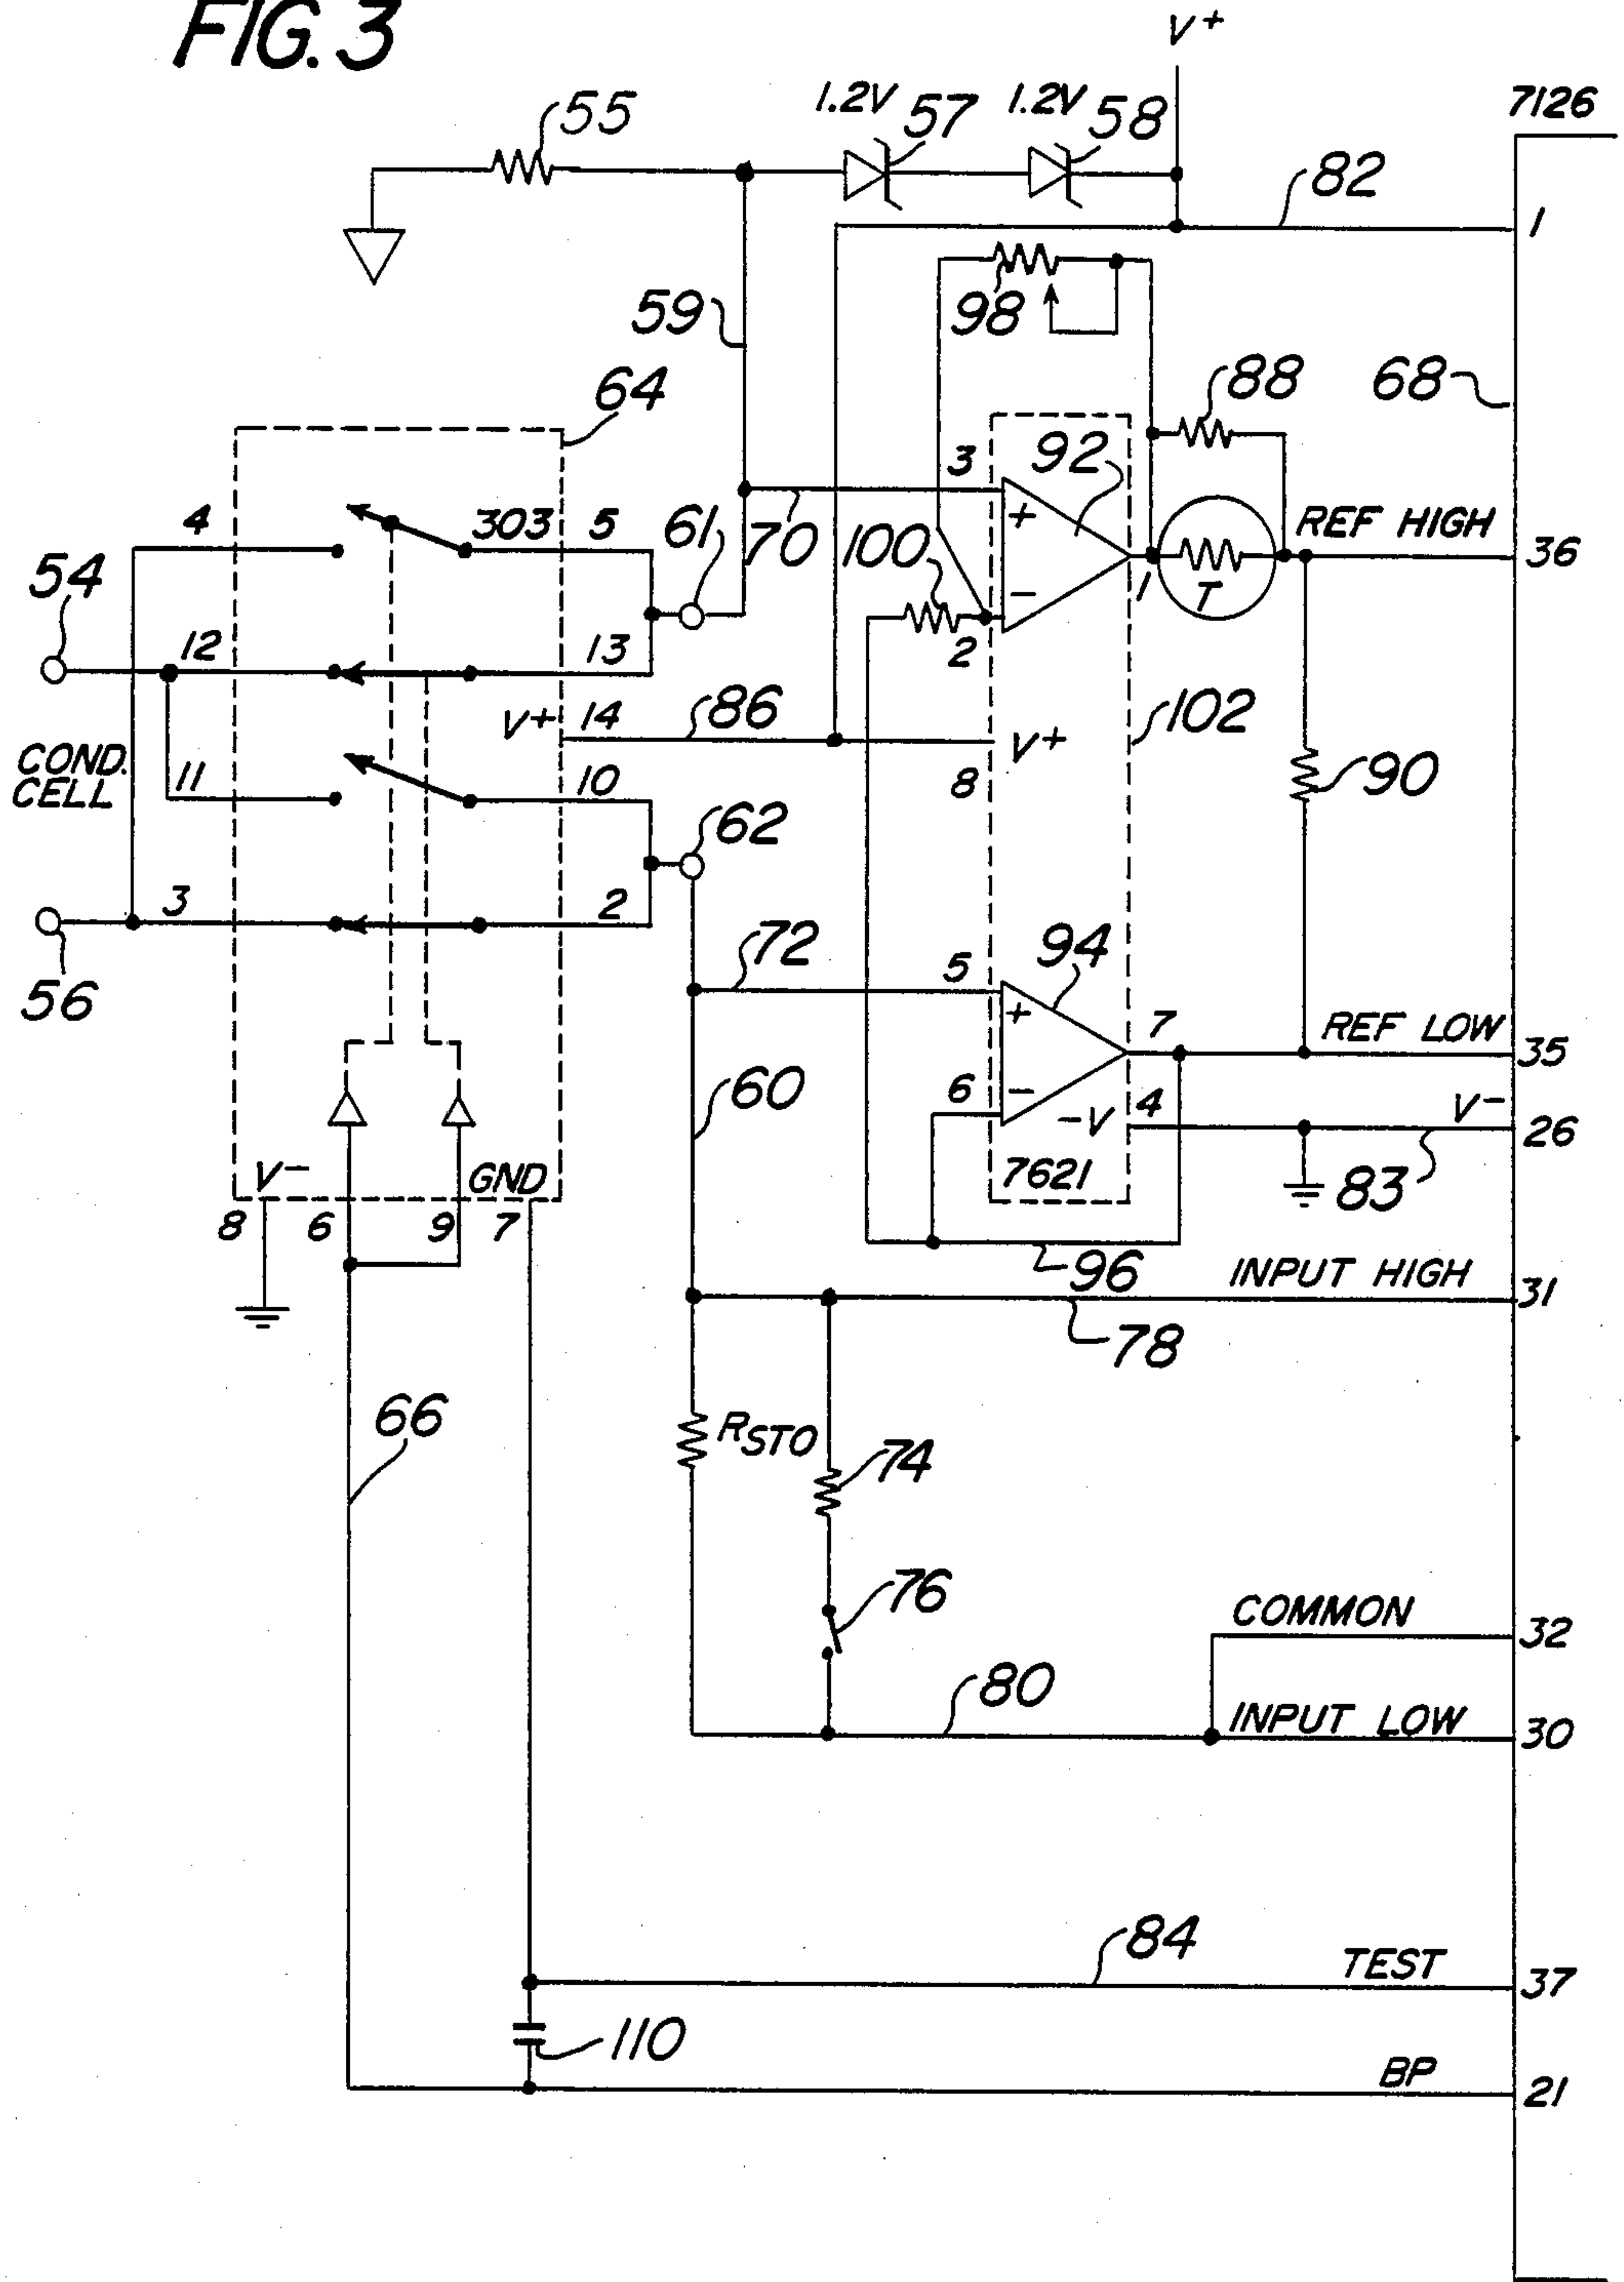 FIG. 3
V+
7126
1.2V 57 1.2V 58
55
82
1
59
98
68
64
88
3
92
4 303 5 61 70 100
REF HIGH
36
54
1 T
12 13 2
V+ 14 86 102
COND.
CELL
11 10 V+
8
90
62
3 2
72 94
56
5
7 REF LOW
35
60 6
-V 4 V-
26
V- GND
7621
83
8 6 9 7
96
INPUT HIGH
31
78
66
RSTO
74
76
COMMON
32
80
INPUT LOW
30
84
TEST
37
110
BP
21